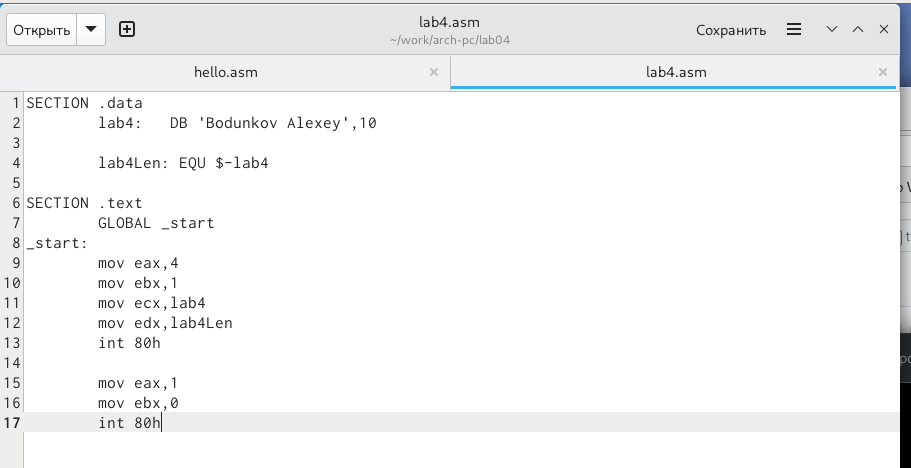 Открыть
lab4.asm
~/work/arch-pc/lab04
Сохранить
hello.asm
lab4.asm
1 SECTION .data
2         lab4:   DB 'Bodunkov Alexey',10
3
4         lab4Len: EQU $-lab4
5
6 SECTION .text
7         GLOBAL _start
8 _start:
9         mov eax,4
10         mov ebx,1
11         mov ecx,lab4
12         mov edx,lab4Len
13         int 80h
14
15         mov eax,1
16         mov ebx,0
17         int 80h